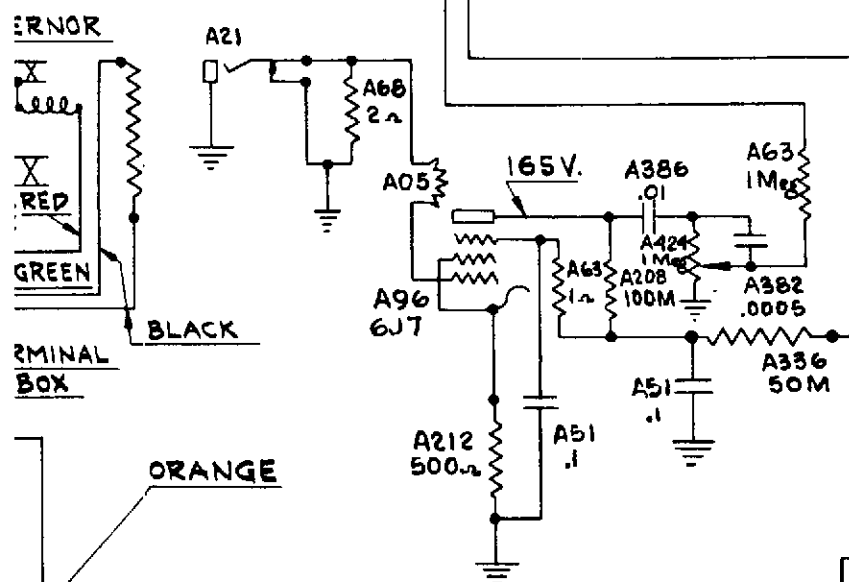 ERNOR
A21
A68
2Ω
RED
GREEN
BLACK
RMINAL
BOX
ORANGE
A05
165V.
A96
6J7
A386
.01
A63
1Meg
A424
1Meg
A63
1Ω
A208
100M
A382
.0005
A336
50M
A51
.1
A212
500Ω
A51
.1